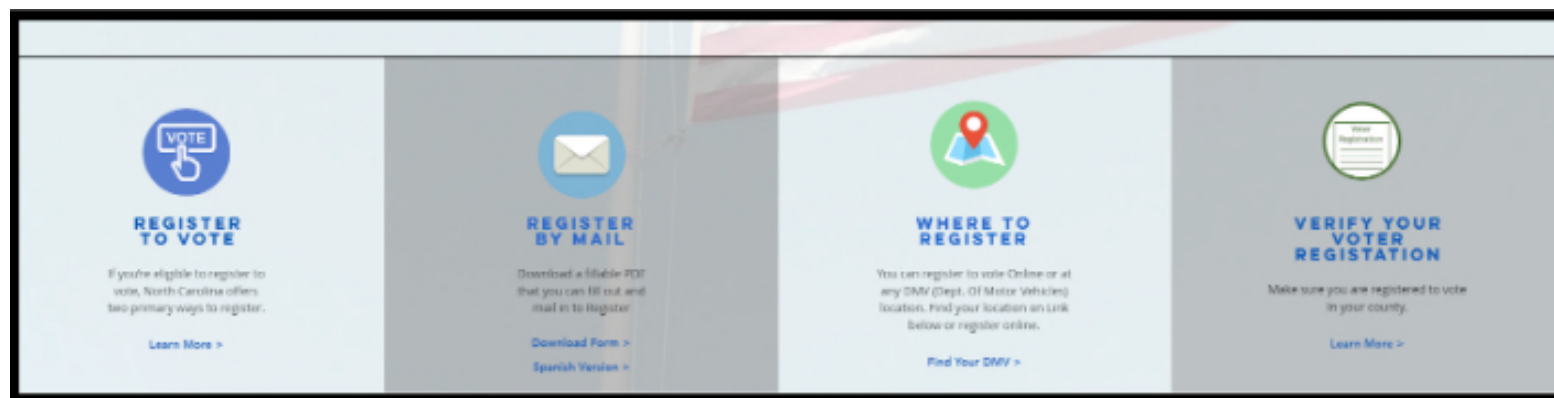 VOTE
REGISTER
TO VOTE
If you're eligible to register to
vote, North Carolina offers
two primary ways to register.
Learn More >
REGISTER
BY MAIL
Download a fillable PDF
that you can fill out and
mail in to Register
Download Form >
Spanish Version >
WHERE TO
REGISTER
You can register to vote Online or at
any DMV (Dept. Of Motor Vehicles)
location. Find your location on Link
below or register online.
Find Your DMV >
Voter
Registration
VERIFY YOUR
VOTER
REGISTATION
Make sure you are registered to vote
in your county.
Learn More >